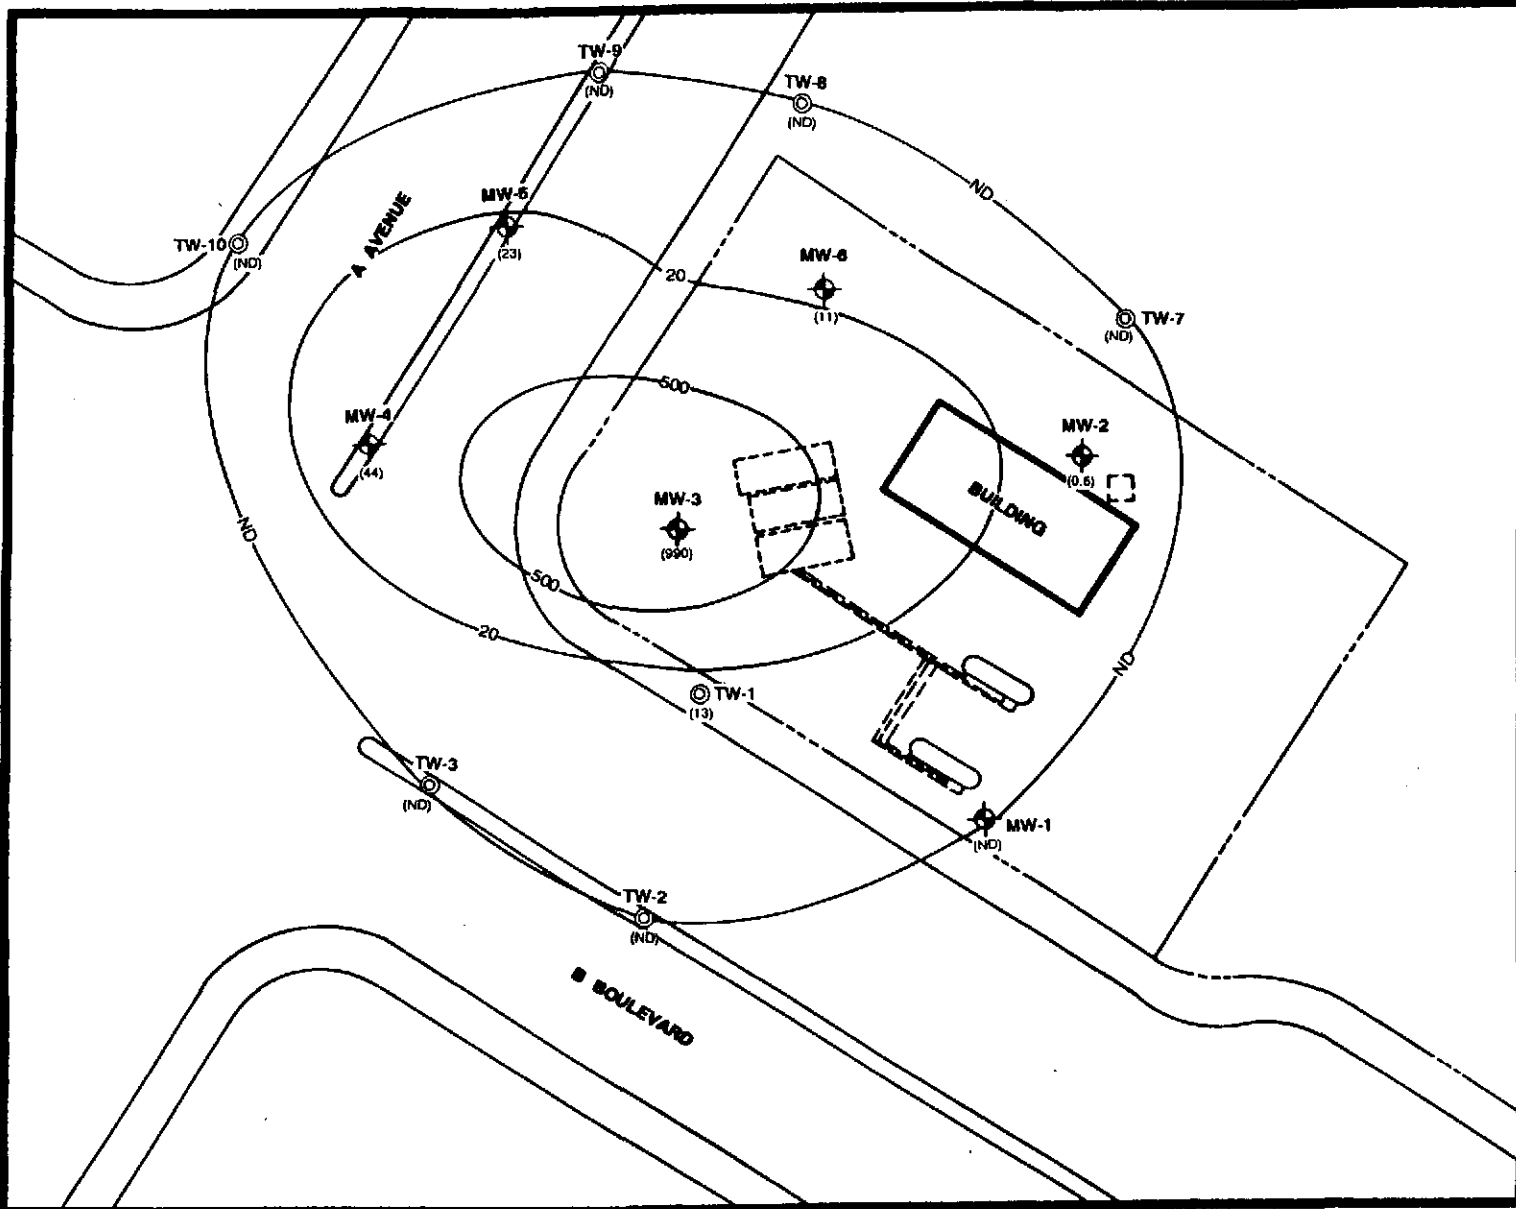 TW-9
(ND)
TW-8
(ND)
ND
MW-5
(23)
A AVENUE
TW-10
(ND)
20
MW-6
(11)
TW-7
(ND)
500
MW-4
(44)
MW-2
(0.5)
MW-3
(990)
BUILDING
ND
500
20
ND
TW-1
(13)
TW-3
(ND)
MW-1
(ND)
TW-2
(ND)
B BOULEVARD